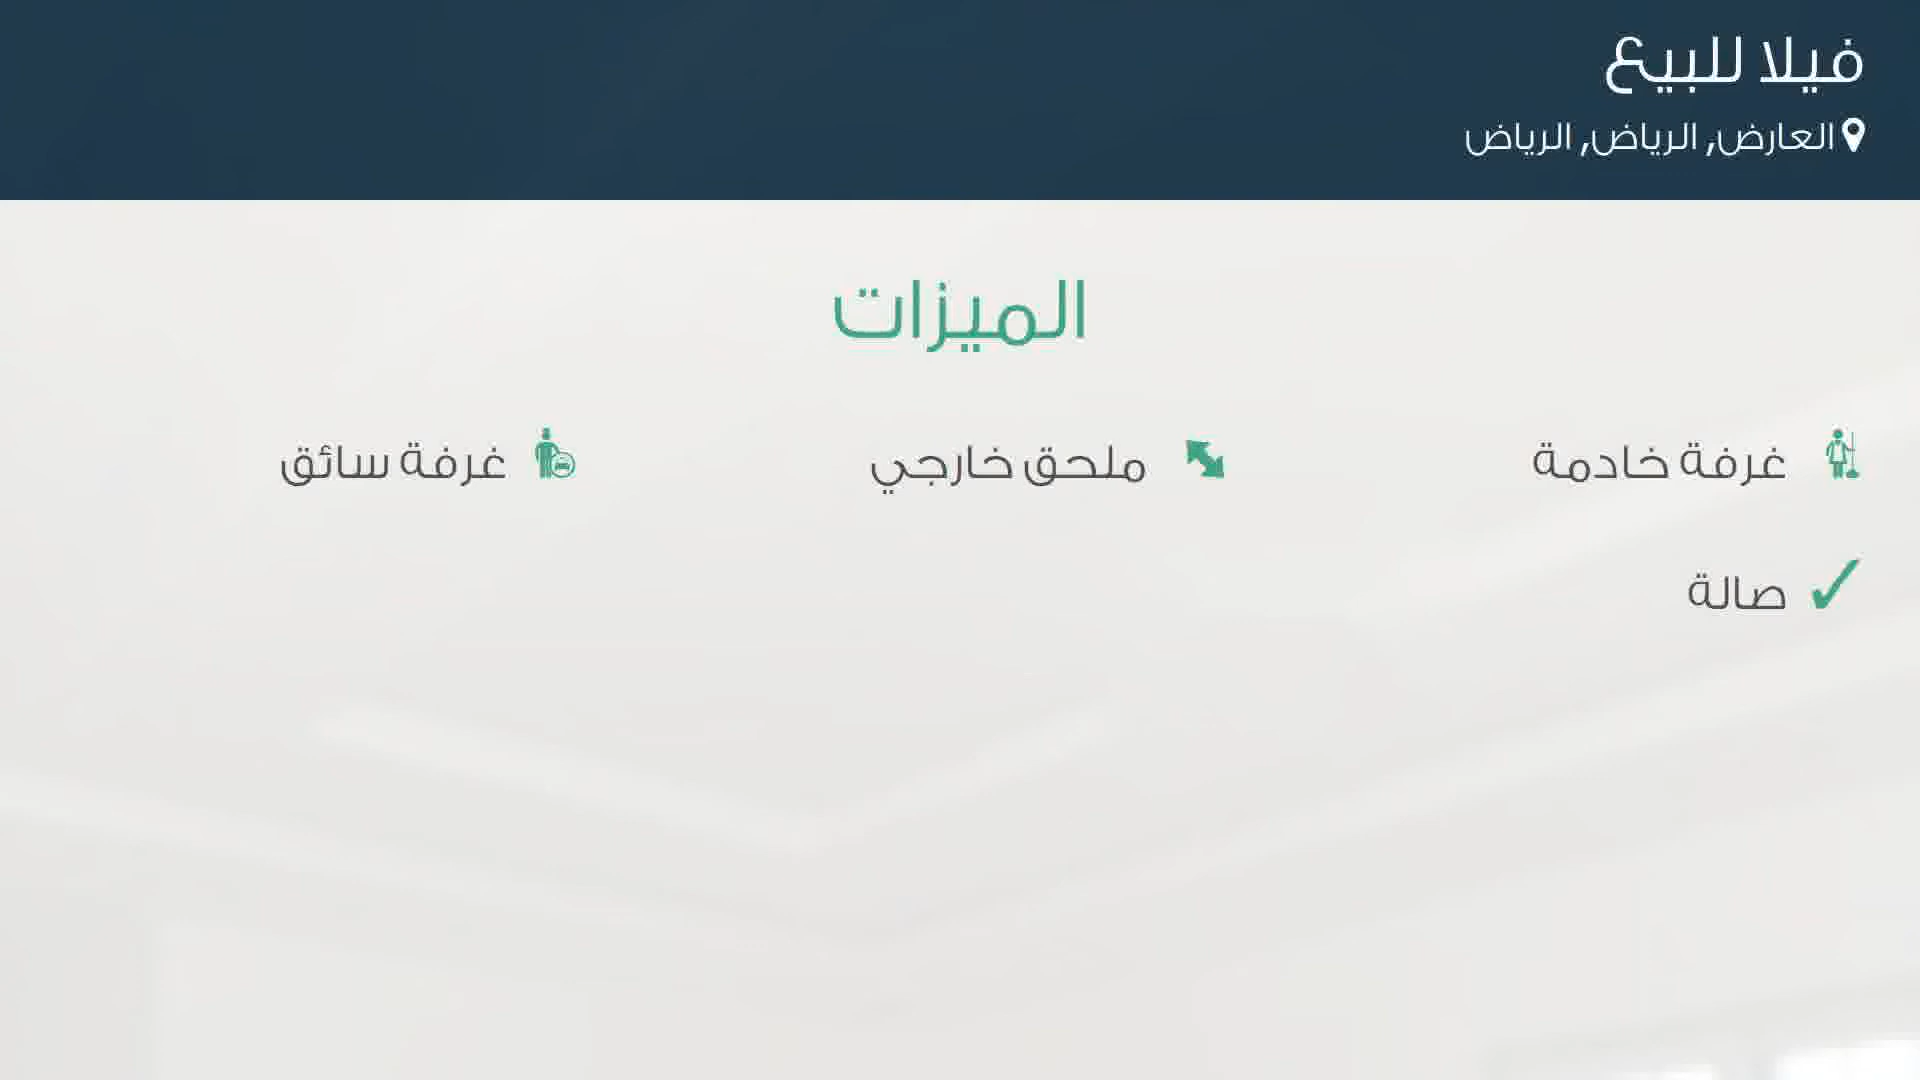 فيلا للبيع
العارض, الرياض, الرياض
الميزات
غرفة خادمة
ملحق خارجي
غرفة سائق
صالة